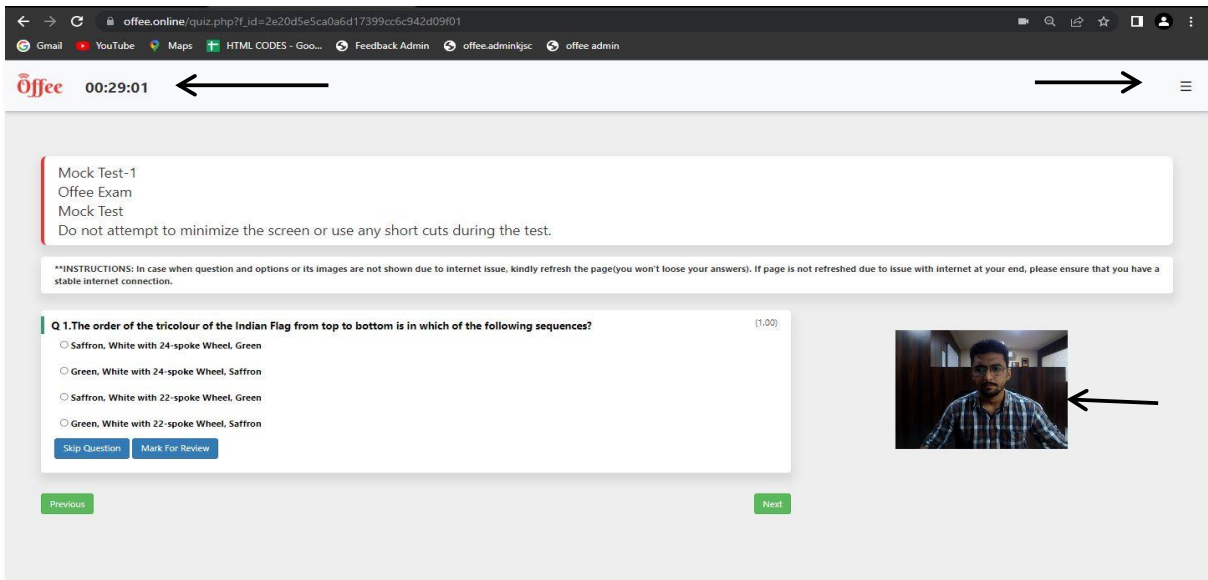 offee.online/quiz.php?f_id=2e20d5e5ca0a6d17399cc6c942d09f01
Gmail YouTube Maps HTML CODES - Goo... Feedback Admin offee.adminkjsc offee admin
Offee 00:29:01
Mock Test-1
Offee Exam
Mock Test
Do not attempt to minimize the screen or use any short cuts during the test.
**INSTRUCTIONS: In case when question and options or its images are not shown due to internet issue, kindly refresh the page(you won't loose your answers). If page is not refreshed due to issue with internet at your end, please ensure that you have a
stable internet connection.
Q 1.The order of the tricolour of the Indian Flag from top to bottom is in which of the following sequences? (1.00)
Saffron, White with 24-spoke Wheel, Green
Green, White with 24-spoke Wheel, Saffron
Saffron, White with 22-spoke Wheel, Green
Green, White with 22-spoke Wheel, Saffron
Skip Question Mark For Review
Previous Next